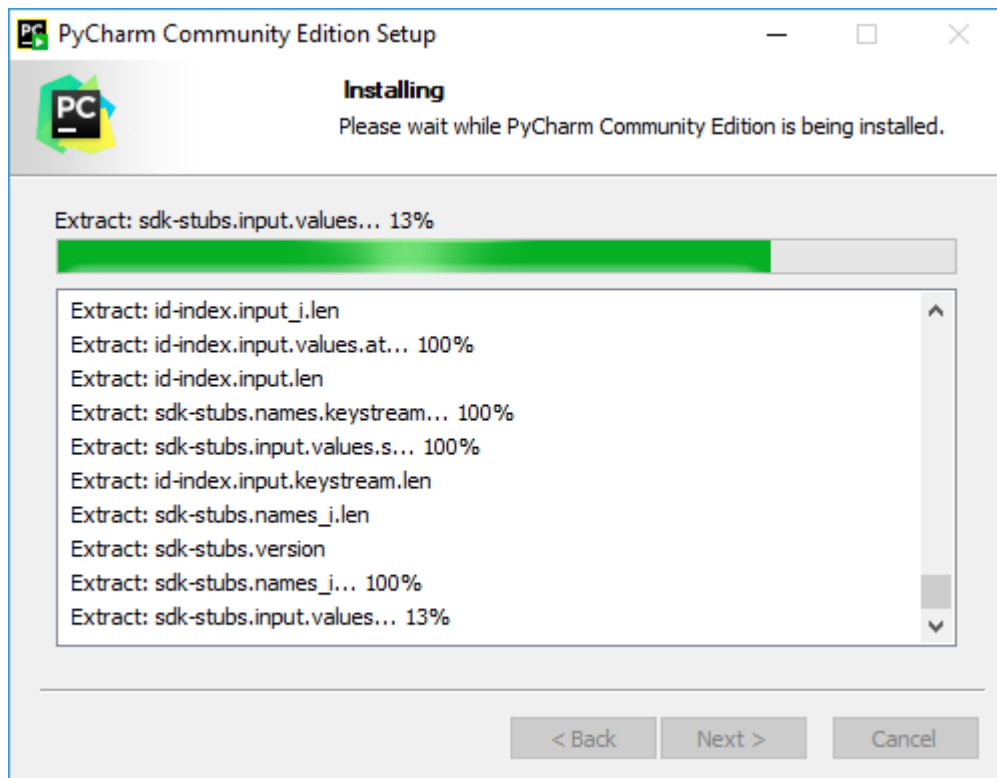 PyCharm Community Edition Setup
PC
Installing
Please wait while PyCharm Community Edition is being installed.
Extract: sdk-stubs.input.values... 13%
Extract: id-index.input_i.len
Extract: id-index.input.values.at... 100%
Extract: id-index.input.len
Extract: sdk-stubs.names.keystream... 100%
Extract: sdk-stubs.input.values.s... 100%
Extract: id-index.input.keystream.len
Extract: sdk-stubs.names_i.len
Extract: sdk-stubs.version
Extract: sdk-stubs.names_i... 100%
Extract: sdk-stubs.input.values... 13%
< Back Next > Cancel